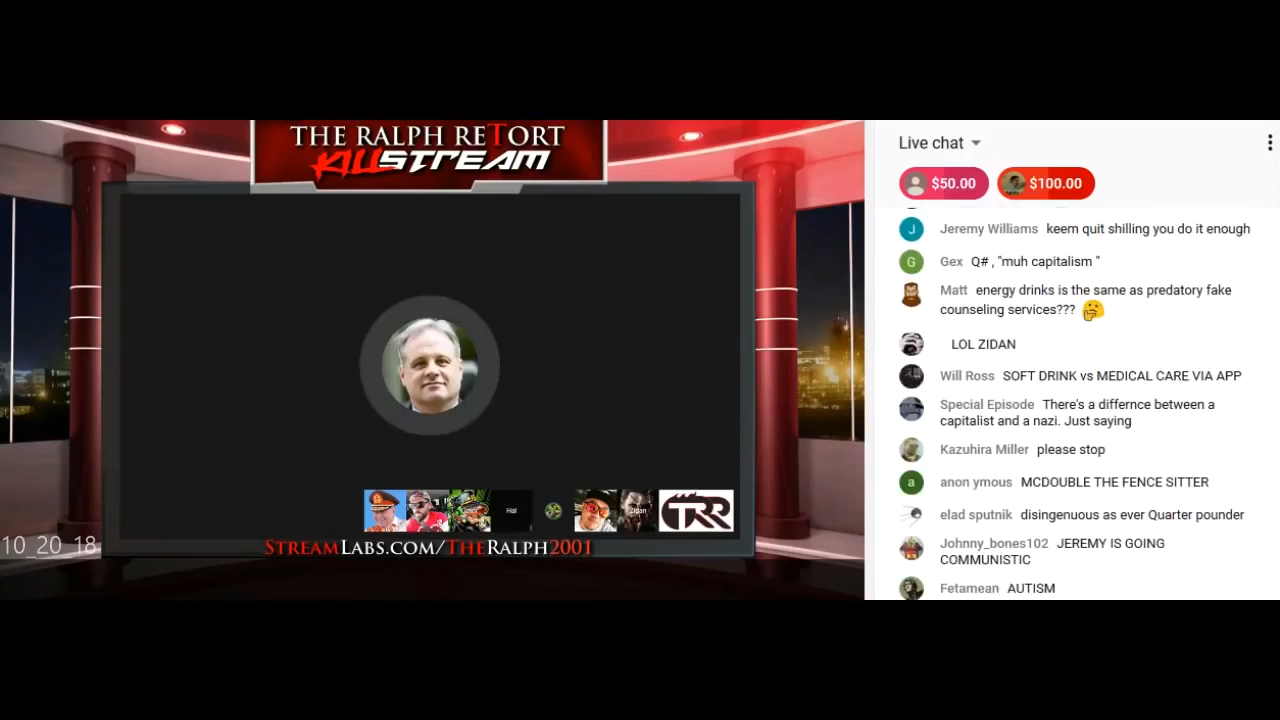 THE RALPH RETORT
KILLSTREAM
Gator
Hal
Zidan
TRR
10_20_18
STREAMLABS.COM/THERALPH2001
Live chat
$50.00
$100.00
Jeremy Williams keem quit shilling you do it enough
Gex Q# , "muh capitalism "
Matt energy drinks is the same as predatory fake
counseling services??? 🤔
LOL ZIDAN
Will Ross SOFT DRINK vs MEDICAL CARE VIA APP
Special Episode There's a differnce between a
capitalist and a nazi. Just saying
Kazuhira Miller please stop
anon ymous MCDOUBLE THE FENCE SITTER
elad sputnik disingenuous as ever Quarter pounder
Johnny_bones102 JEREMY IS GOING
COMMUNISTIC
Fetamean AUTISM